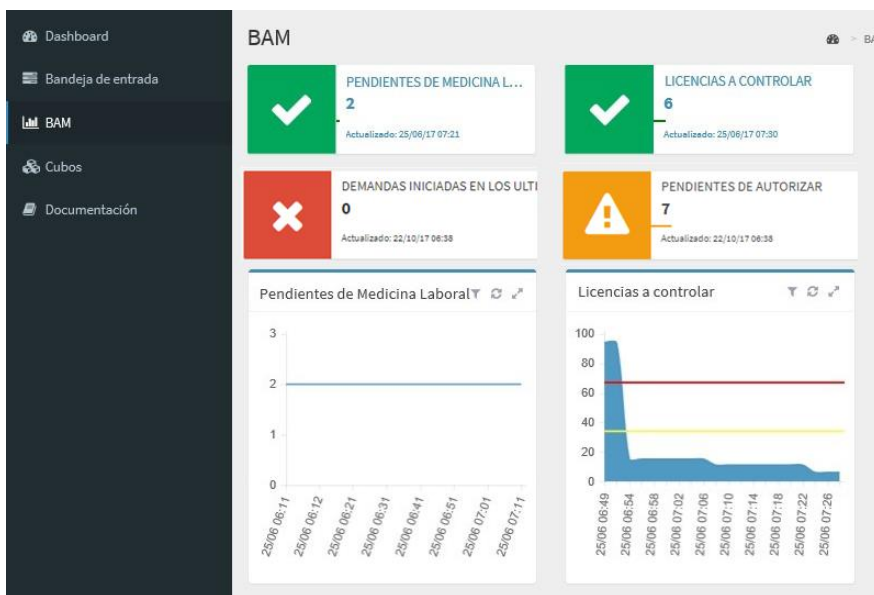 Dashboard
Bandeja de entrada
BAM
Cubos
Documentación
BAM
> BA
PENDIENTES DE MEDICINA L...
2
Actualizado: 25/06/17 07:21
LICENCIAS A CONTROLAR
6
Actualizado: 25/06/17 07:30
DEMANDAS INICIADAS EN LOS ULTI
0
Actualizado: 22/10/17 06:38
PENDIENTES DE AUTORIZAR
7
Actualizado: 22/10/17 06:38
Pendientes de Medicina Laboral
3
2
1
0
25/06 06:11
25/06 06:12
25/06 06:21
25/06 06:31
25/06 06:41
25/06 06:51
25/06 07:01
25/06 07:11
Licencias a controlar
100
80
60
40
20
0
25/06 06:49
25/06 06:54
25/06 06:58
25/06 07:02
25/06 07:06
25/06 07:10
25/06 07:14
25/06 07:18
25/06 07:22
25/06 07:26